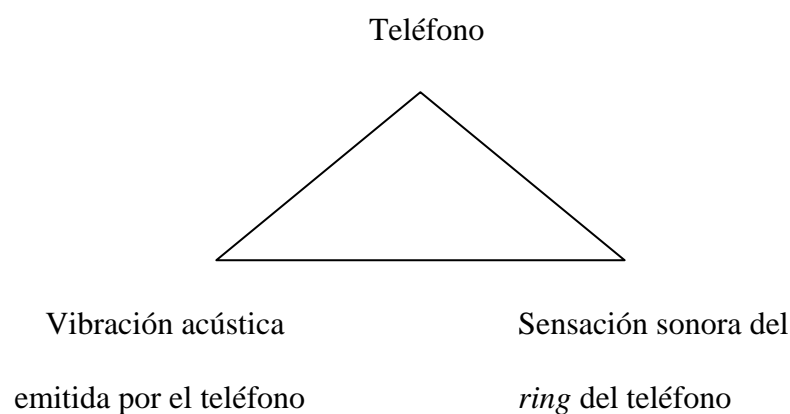 Teléfono
Vibración acústica
emitida por el teléfono
Sensación sonora del
ring del teléfono